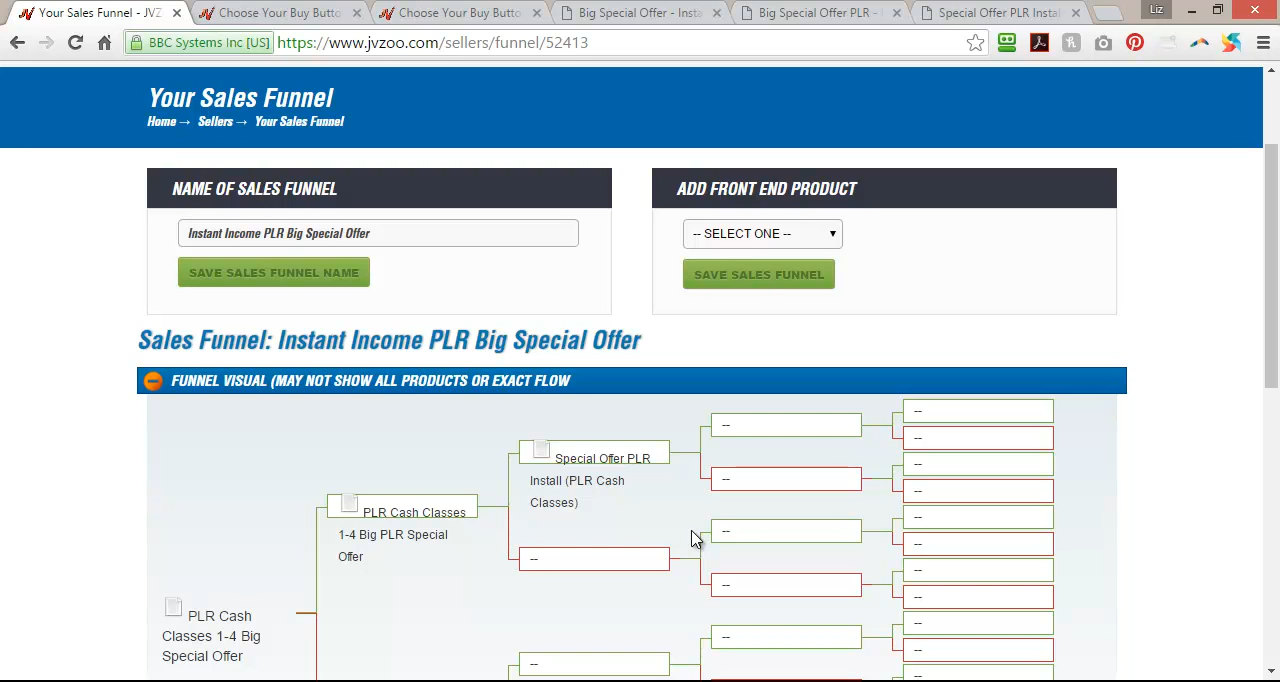 Your Sales Funnel - JVZ
Choose Your Buy Butto
Choose Your Buy Butto
Big Special Offer - Insta
Big Special Offer PLR -
Special Offer PLR Instal
Liz
BBC Systems Inc [US]
https://www.jvzoo.com/sellers/funnel/52413
Your Sales Funnel
Home → Sellers → Your Sales Funnel
NAME OF SALES FUNNEL
ADD FRONT END PRODUCT
Instant Income PLR Big Special Offer
-- SELECT ONE --
SAVE SALES FUNNEL NAME
SAVE SALES FUNNEL
Sales Funnel: Instant Income PLR Big Special Offer
FUNNEL VISUAL (MAY NOT SHOW ALL PRODUCTS OR EXACT FLOW
--
--
--
Special Offer PLR
Install (PLR Cash
Classes)
--
--
--
PLR Cash Classes
1-4 Big PLR Special
Offer
--
--
--
--
--
--
PLR Cash
Classes 1-4 Big
Special Offer
--
--
--
--
--